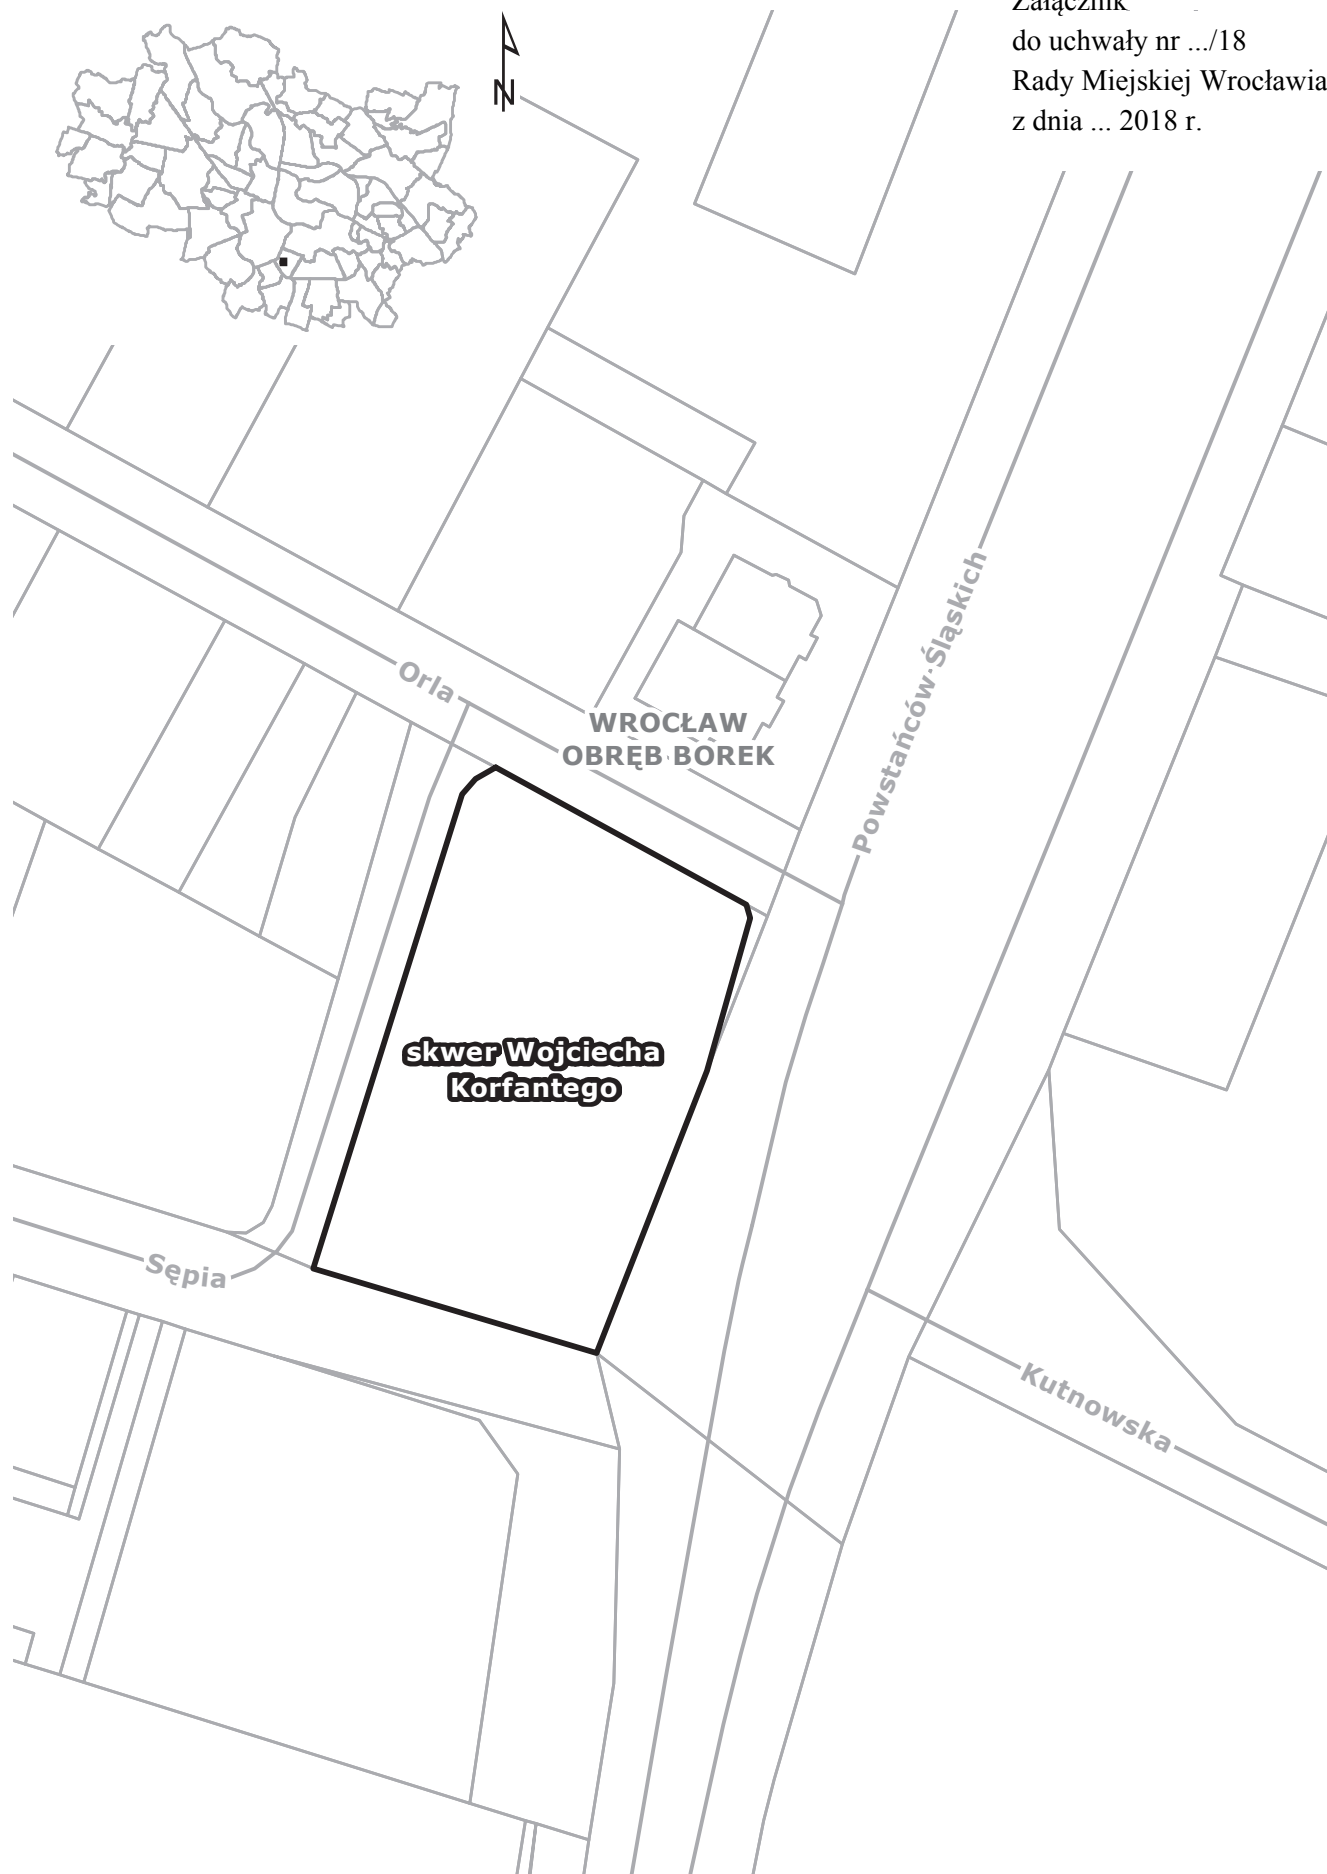 Załącznik
do uchwały nr .../18
Rady Miejskiej Wrocławia
z dnia ... 2018 r.
N
Orla
WROCŁAW
OBRĘB BOREK
Powstańców Śląskich
skwer Wojciecha
Korfantego
Sępia
Kutnowska